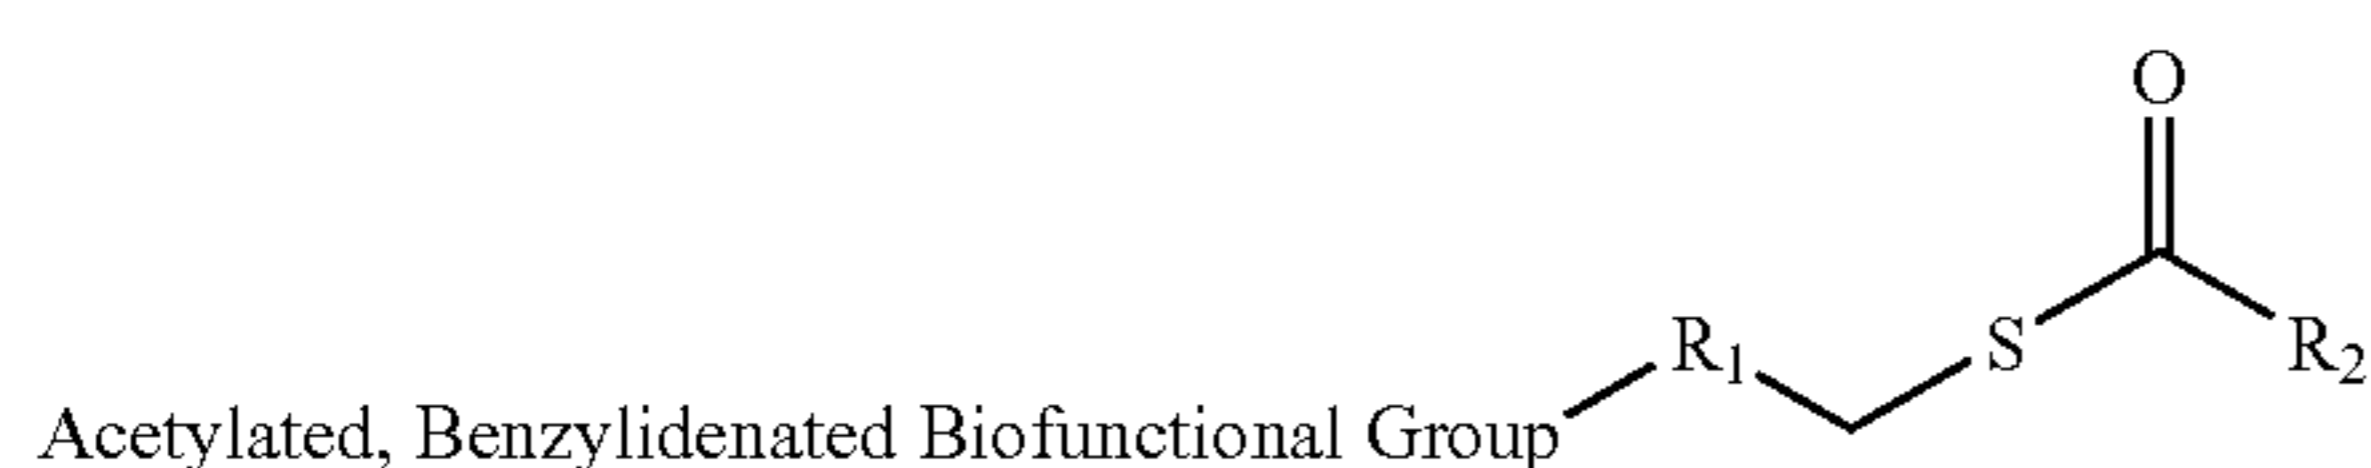 O
R1
S
R2
Acetylated, Benzylidenated Biofunctional Group